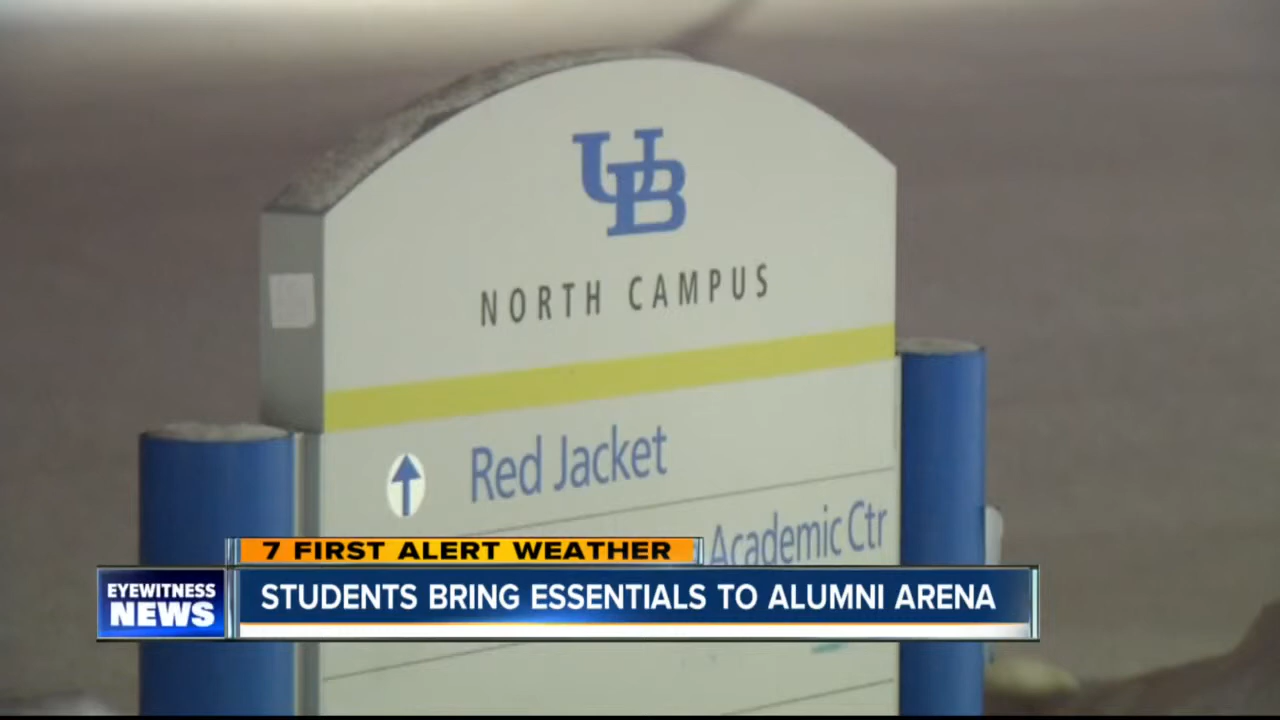 UB
NORTH CAMPUS
Red Jacket
Academic Ctr
7 FIRST ALERT WEATHER
EYEWITNESS
NEWS
STUDENTS BRING ESSENTIALS TO ALUMNI ARENA